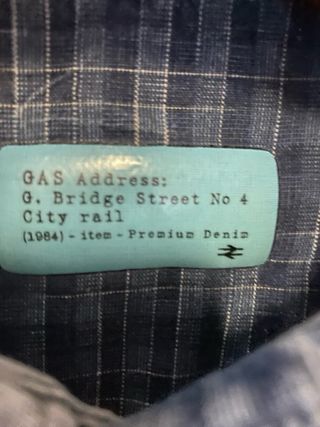 GAS Address:
G. Bridge Street No 4
City rail
(1984) - item - Premium Denim